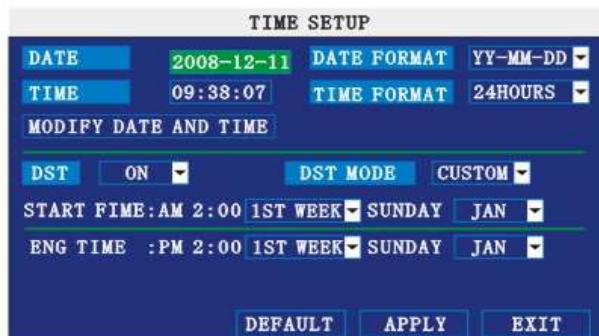 TIME SETUP
DATE 2008-12-11 DATE FORMAT YY-MM-DD
TIME 09:38:07 TIME FORMAT 24HOURS
MODIFY DATE AND TIME
DST ON DST MODE CUSTOM
START FIME:AM 2:00 1ST WEEK SUNDAY JAN
ENG TIME :PM 2:00 1ST WEEK SUNDAY JAN
DEFAULT APPLY EXIT